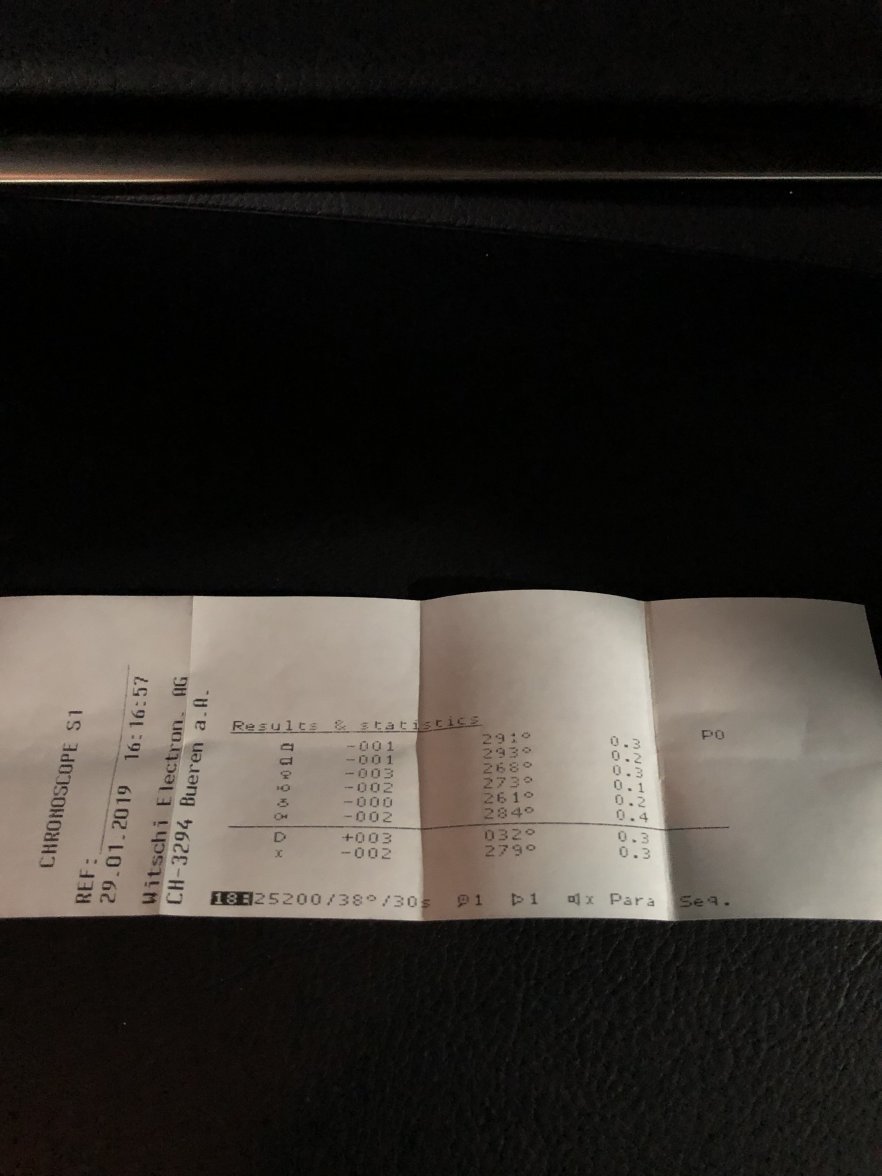 CHRONOSCOPE S1
REF:
29.01.2019 16:16:57
Witschi Electron. AG
CH-3294 Bueren a.A.
Results & statistics
-001 291° 0.3
-001 293° 0.2
-003 268° 0.3
-002 273° 0.1
-000 261° 0.2
-002 284° 0.4
D +003 032° 0.3
x -002 279° 0.3
P0
18:25200/38°/30s 1 1 x Para Seq.